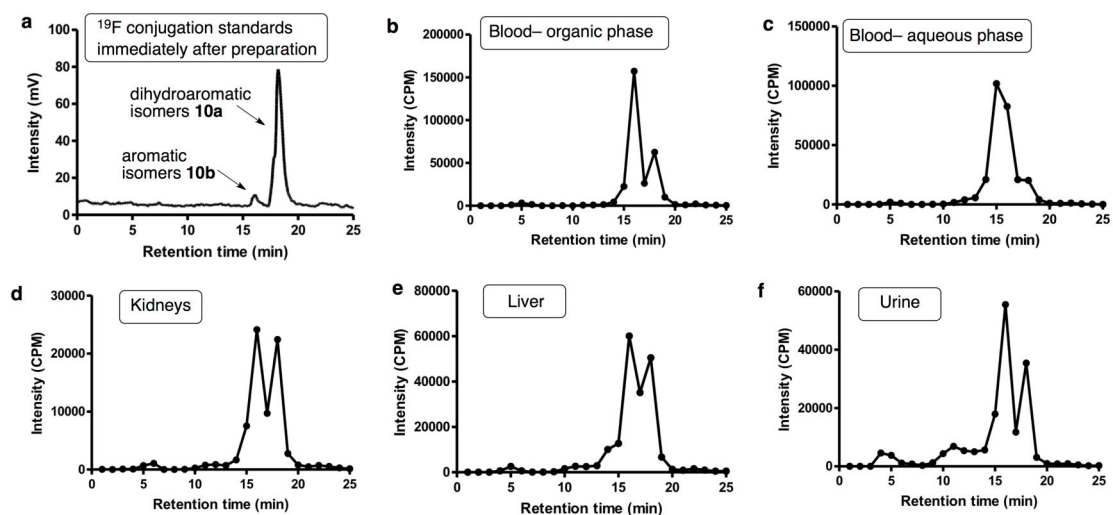 a
¹⁹F conjugation standards
immediately after preparation
100
80
60
40
20
0
Intensity (mV)
dihydroaromatic
isomers 10a
aromatic
isomers 10b
0 5 10 15 20 25
Retention time (min)
b
Blood– organic phase
200000
150000
100000
50000
0
Intensity (CPM)
0 5 10 15 20 25
Retention time (min)
c
Blood– aqueous phase
150000
100000
50000
0
Intensity (CPM)
0 5 10 15 20 25
Retention time (min)
d
Kidneys
30000
20000
10000
0
Intensity (CPM)
0 5 10 15 20 25
Retention time (min)
e
Liver
80000
60000
40000
20000
0
Intensity (CPM)
0 5 10 15 20 25
Retention time (min)
f
Urine
60000
40000
20000
0
Intensity (CPM)
0 5 10 15 20 25
Retention time (min)